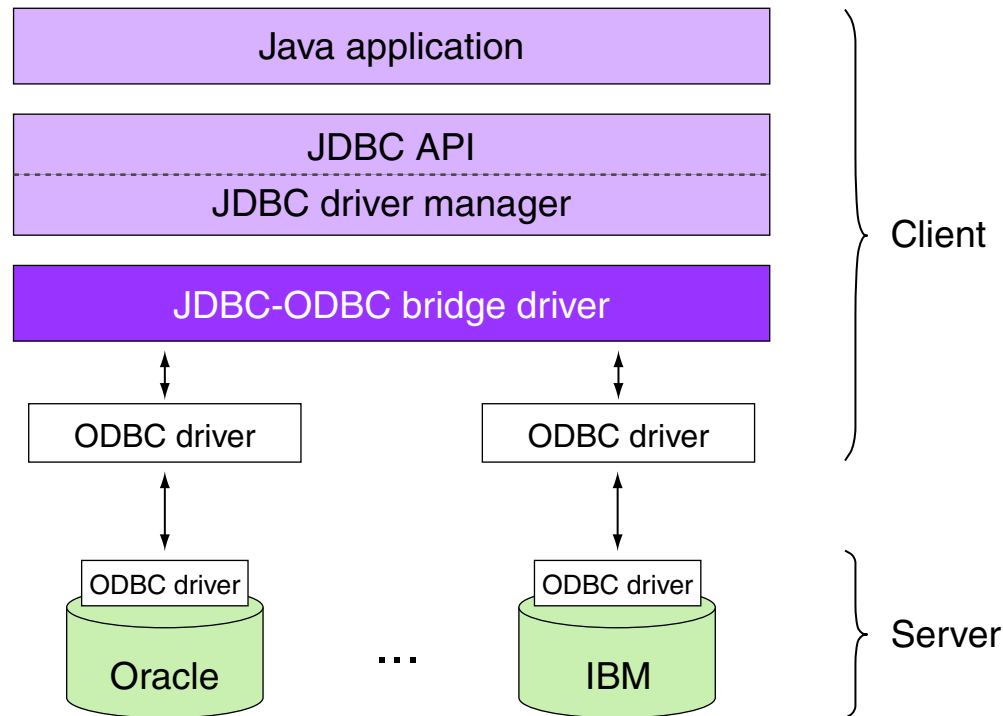 Java application
JDBC API
JDBC driver manager
Client
JDBC-ODBC bridge driver
ODBC driver
ODBC driver
ODBC driver
ODBC driver
Server
Oracle
...
IBM